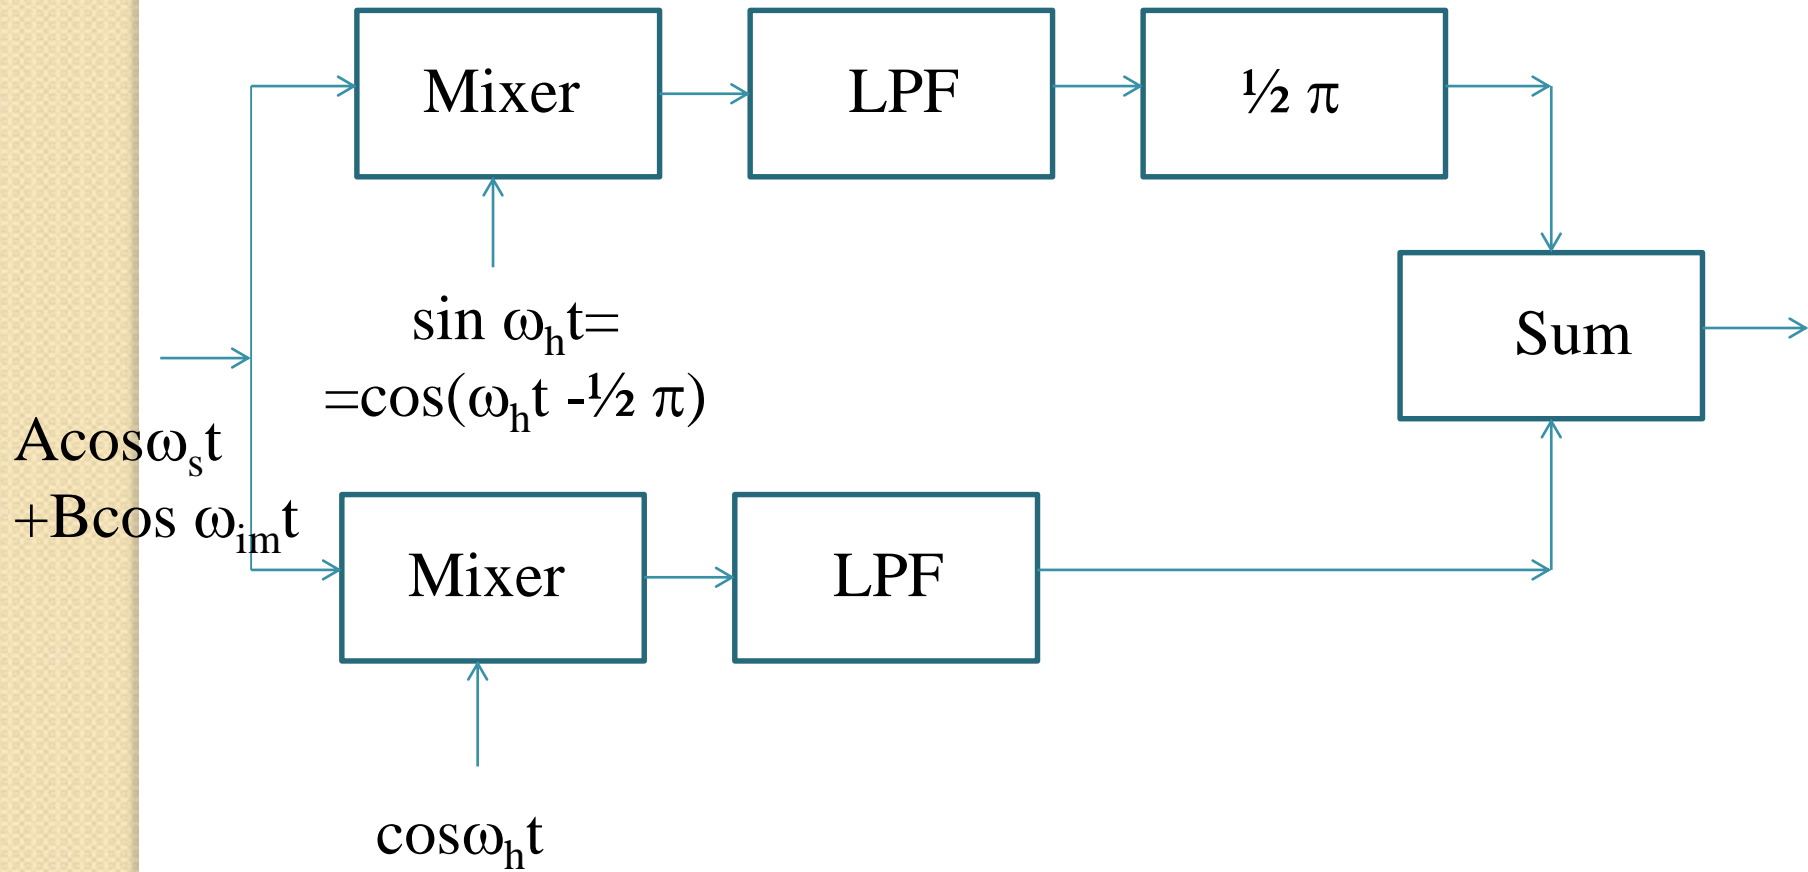 Mixer
LPF
½ π
sin ωht=
=cos(ωht -½ π)
Sum
Acosωst
+Bcos ωimt
Mixer
LPF
cosωht